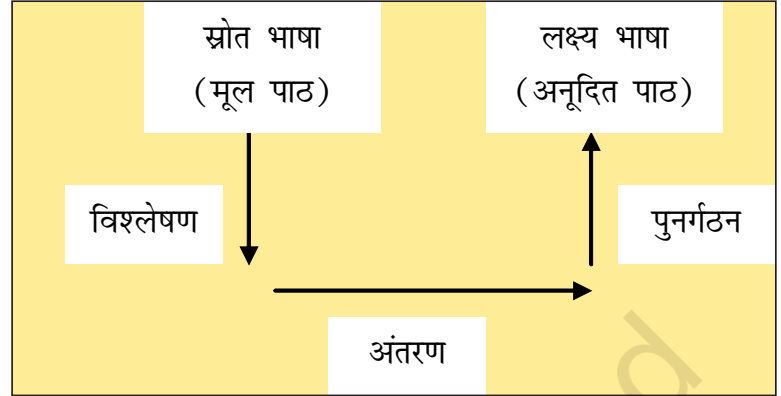 स्रोत भाषा
(मूल पाठ)
लक्ष्य भाषा
(अनूदित पाठ)
विश्लेषण
पुनर्गठन
अंतरण
d